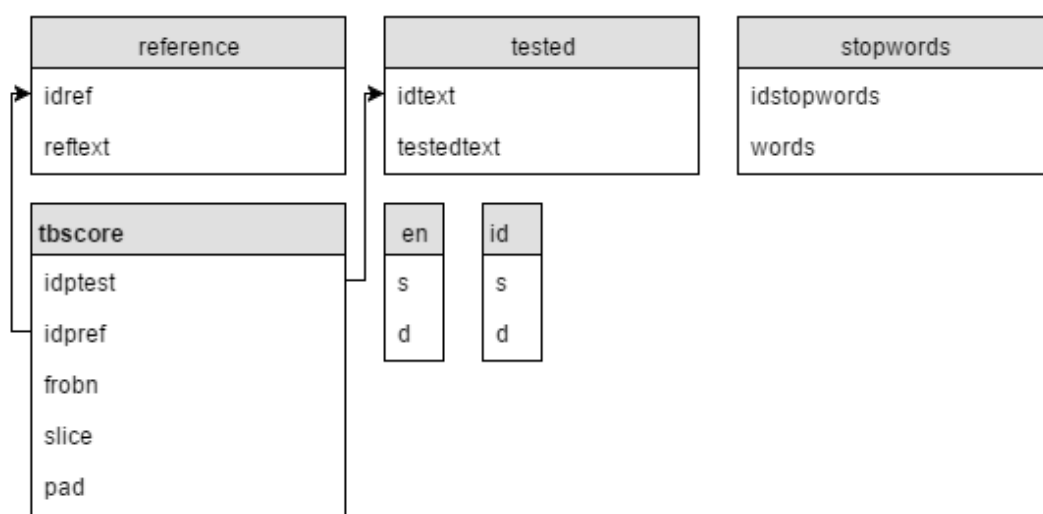 reference
idref
reftext
tested
idtext
testedtext
stopwords
idstopwords
words
tbscore
idptest
idpref
frobn
slice
pad
en
s
d
id
s
d